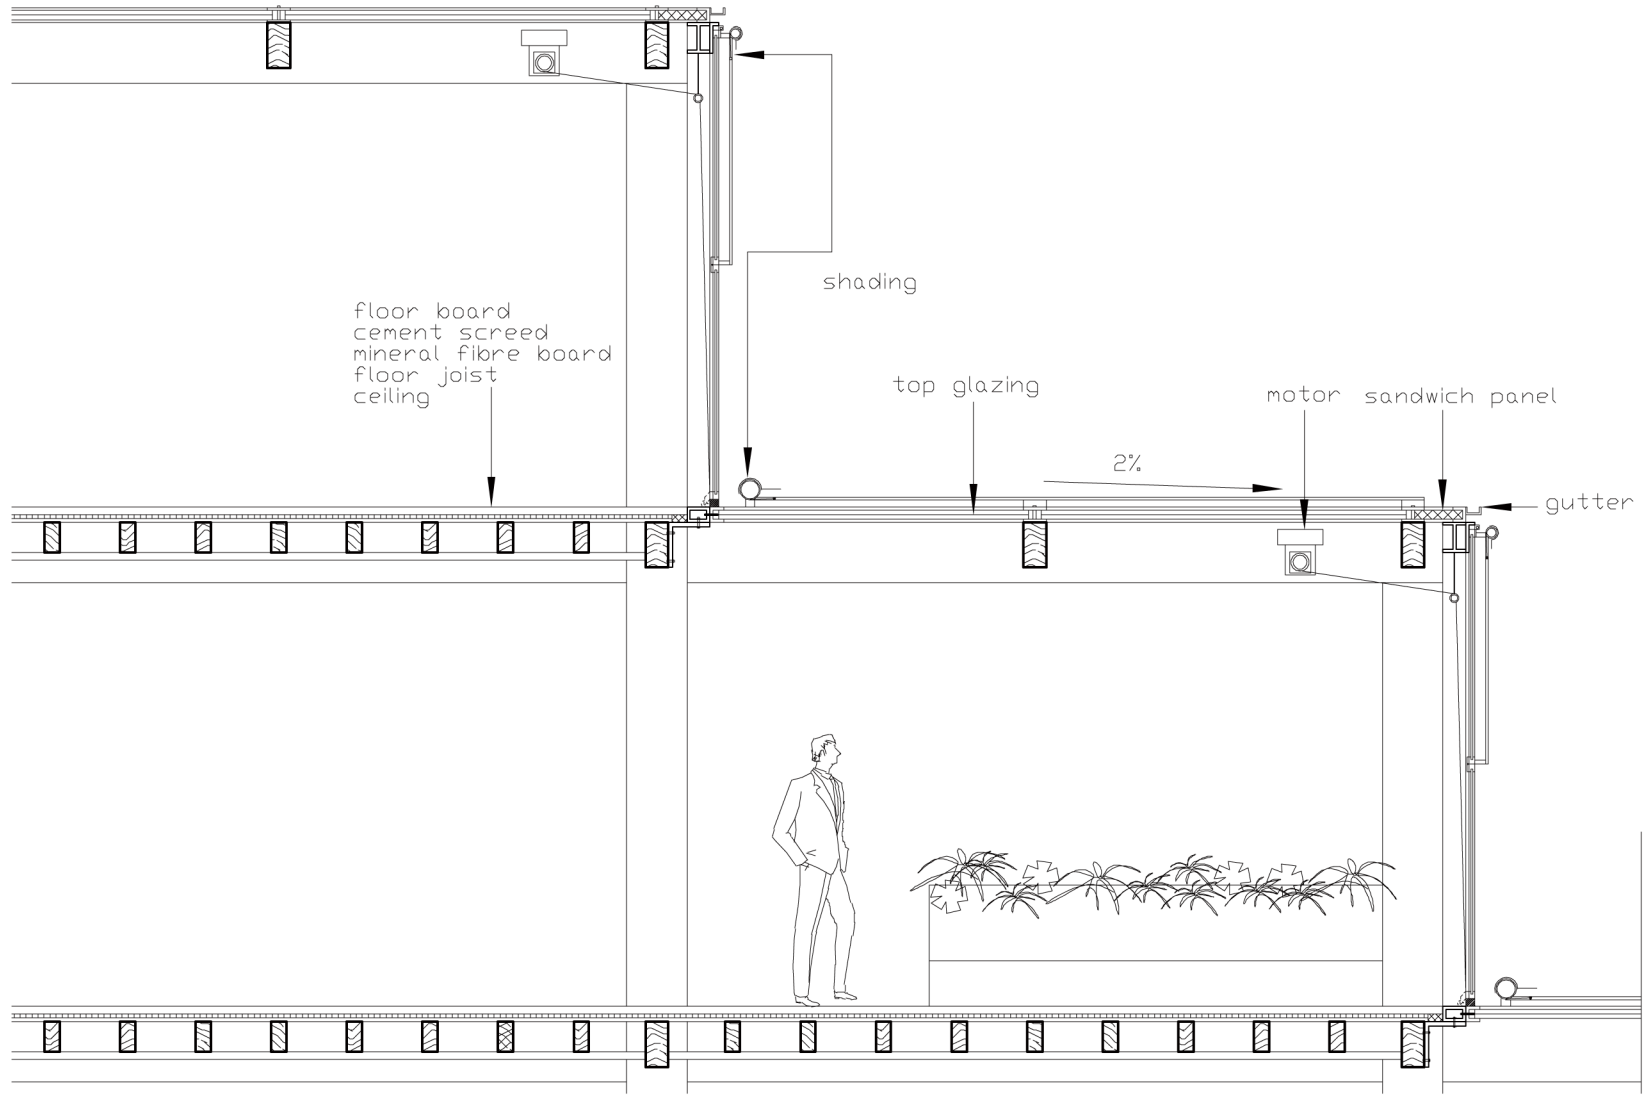 shading
floor board
cement screed
mineral fibre board
floor joist
ceiling
top glazing
motor
sandwich panel
2%
gutter